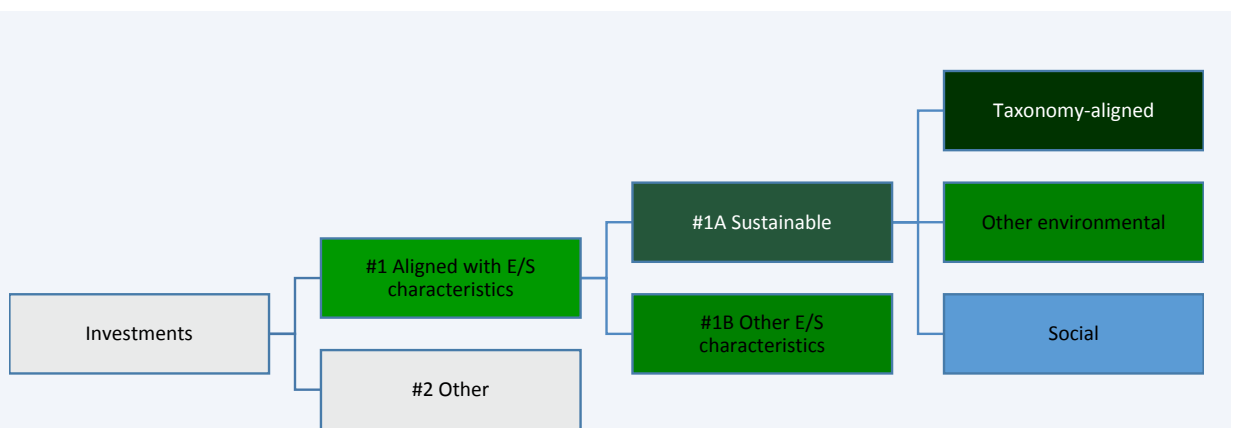 Investments
#1 Aligned with E/S
characteristics
#2 Other
#1A Sustainable
#1B Other E/S
characteristics
Taxonomy-aligned
Other environmental
Social